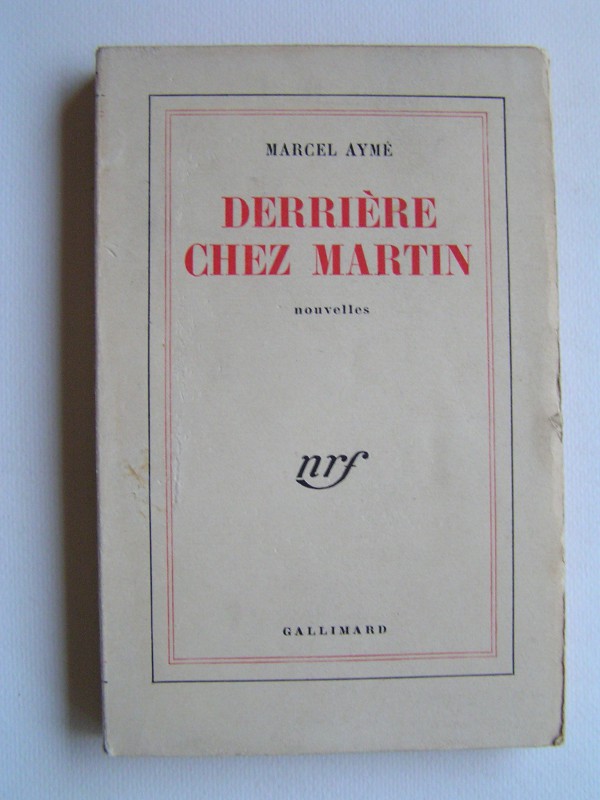 MARCEL AYMÉ
DERRIÈRE
CHEZ MARTIN
nouvelles
nrf
GALLIMARD